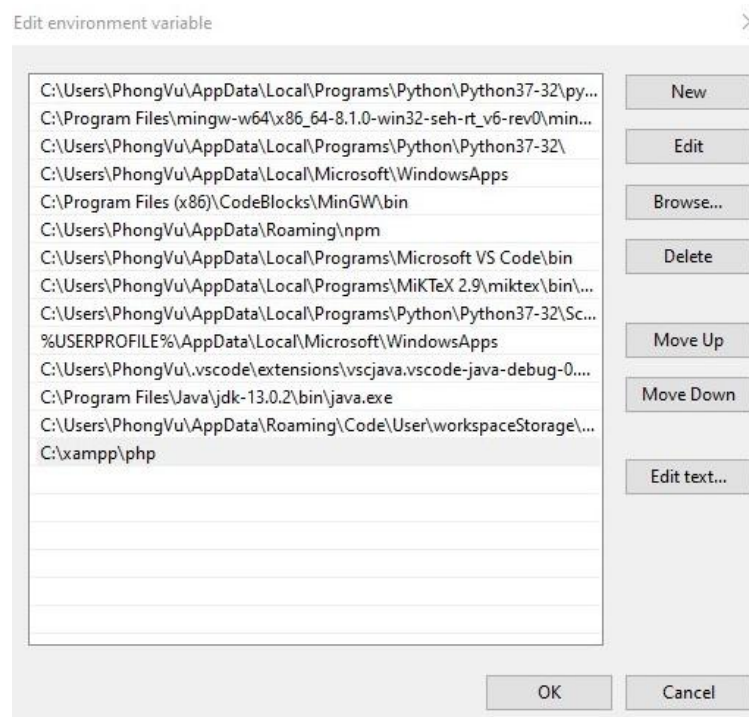 Edit environment variable
C:\Users\PhongVu\AppData\Local\Programs\Python\Python37-32\py...
New
C:\Program Files\mingw-w64\x86_64-8.1.0-win32-seh-rt_v6-rev0\min...
C:\Users\PhongVu\AppData\Local\Programs\Python\Python37-32\
Edit
C:\Users\PhongVu\AppData\Local\Microsoft\WindowsApps
C:\Program Files (x86)\CodeBlocks\MinGW\bin
Browse...
C:\Users\PhongVu\AppData\Roaming\npm
C:\Users\PhongVu\AppData\Local\Programs\Microsoft VS Code\bin
Delete
C:\Users\PhongVu\AppData\Local\Programs\MiKTeX 2.9\miktex\bin\...
C:\Users\PhongVu\AppData\Local\Programs\Python\Python37-32\Sc...
%USERPROFILE%\AppData\Local\Microsoft\WindowsApps
Move Up
C:\Users\PhongVu\.vscode\extensions\vscjava.vscode-java-debug-0....
C:\Program Files\Java\jdk-13.0.2\bin\java.exe
Move Down
C:\Users\PhongVu\AppData\Roaming\Code\User\workspaceStorage\...
C:\xampp\php
Edit text...
OK
Cancel